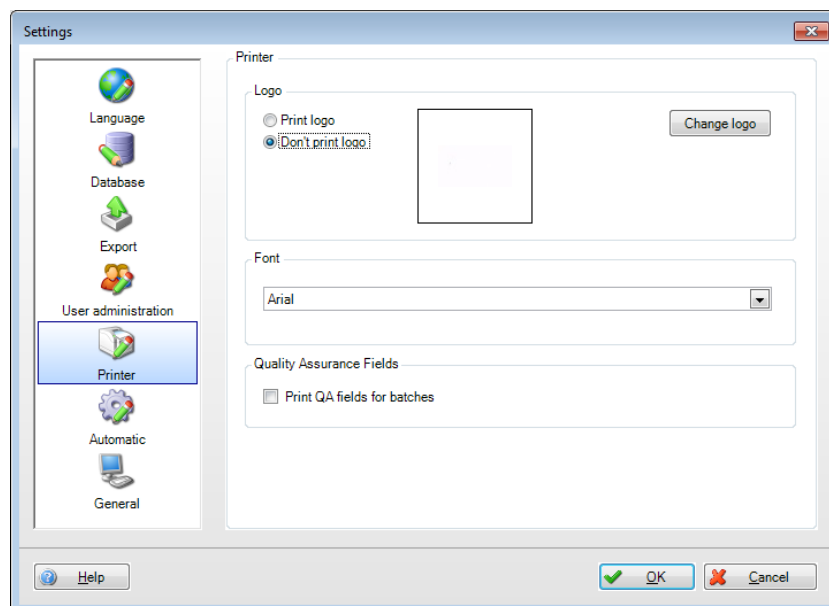 Settings
Language
Database
Export
User administration
Printer
Automatic
General
Printer
Logo
Print logo
Don't print logo
Change logo
Font
Arial
Quality Assurance Fields
Print QA fields for batches
Help
OK
Cancel